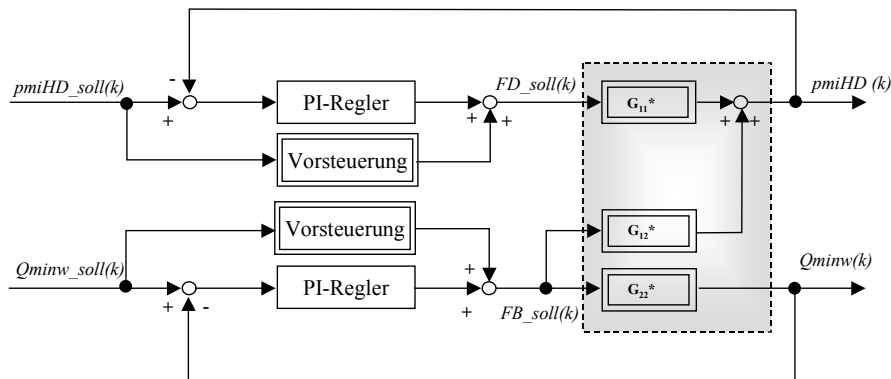 -
pmiHD_soll(k)
+
PI-Regler
+
+
FD_soll(k)
G11*
+
+
pmiHD (k)
Vorsteuerung
Vorsteuerung
G12*
Qminw_soll(k)
+
-
PI-Regler
+
+
FB_soll(k)
G22*
Qminw(k)